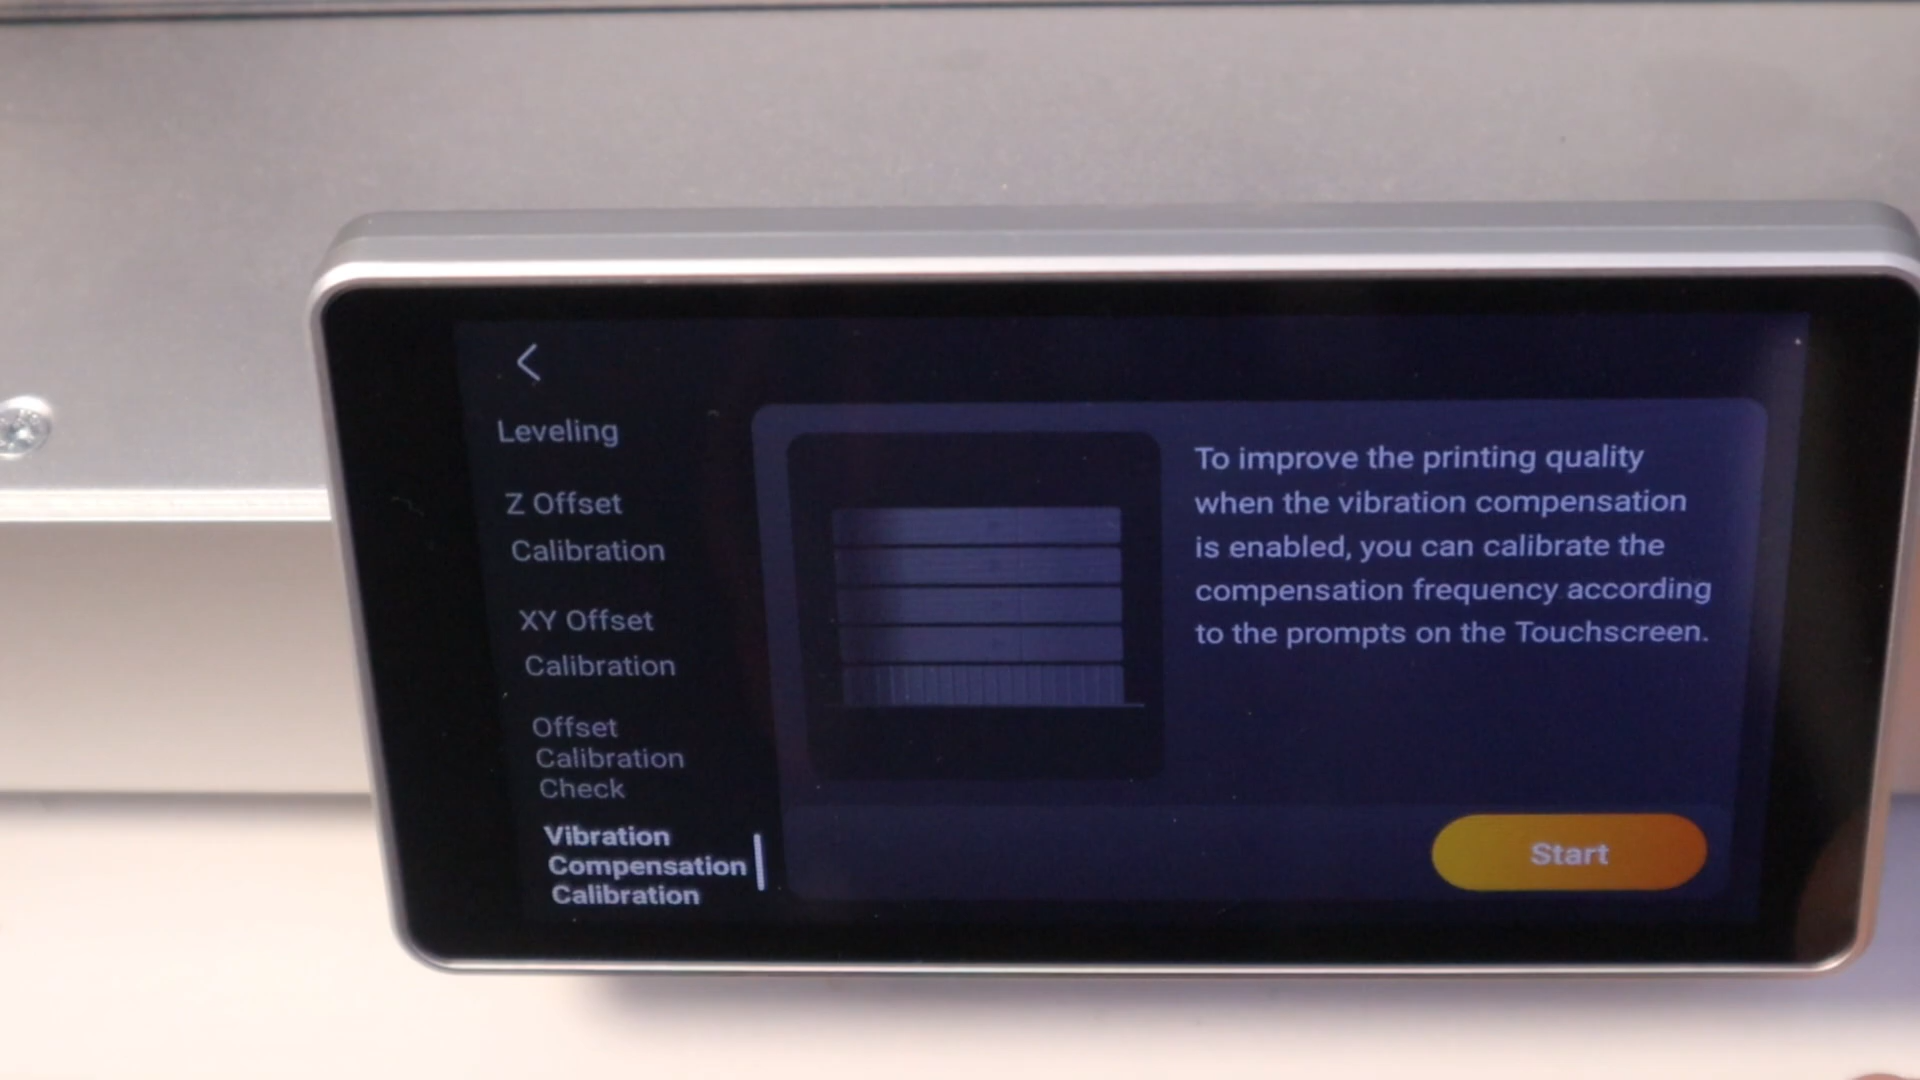 Leveling
Z Offset
Calibration
XY Offset
Calibration
Offset
Calibration
Check
Vibration
Compensation
Calibration
To improve the printing quality
when the vibration compensation
is enabled, you can calibrate the
compensation frequency according
to the prompts on the Touchscreen.
Start